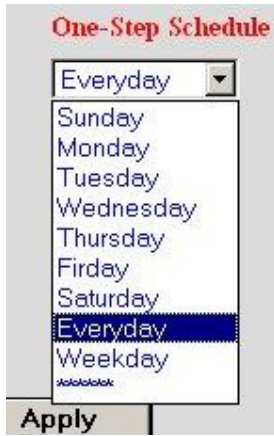 One-Step Schedule
Everyday
Sunday
Monday
Tuesday
Wednesday
Thursday
Firday
Saturday
Everyday
Weekday
******
Apply